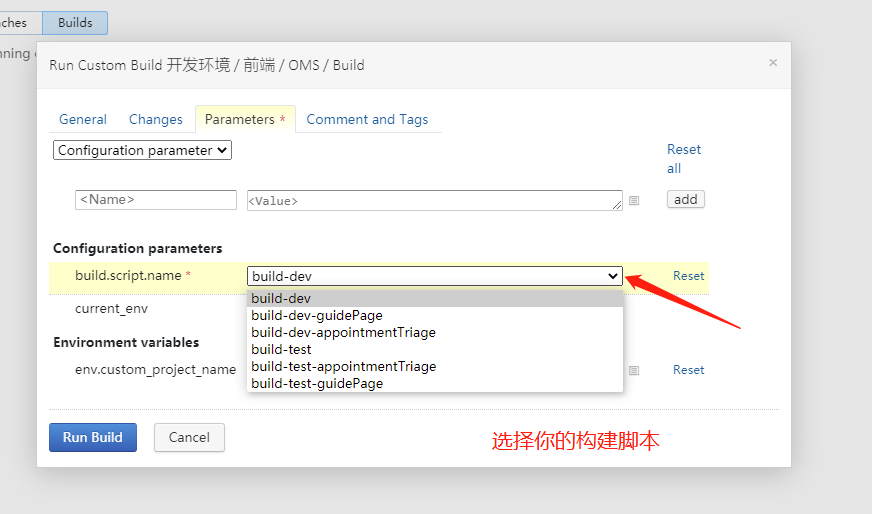 ches Builds
nning
Run Custom Build 开发环境 / 前端 / OMS / Build ×
General Changes Parameters * Comment and Tags
Configuration parameter Reset all
<Name> <Value> add
Configuration parameters
build.script.name * build-dev Reset
build-dev
current_env build-dev-guidePage
build-dev-appointmentTriage
Environment variables build-test
env.custom_project_name build-test-appointmentTriage Reset
build-test-guidePage
Run Build Cancel 选择你的构建脚本